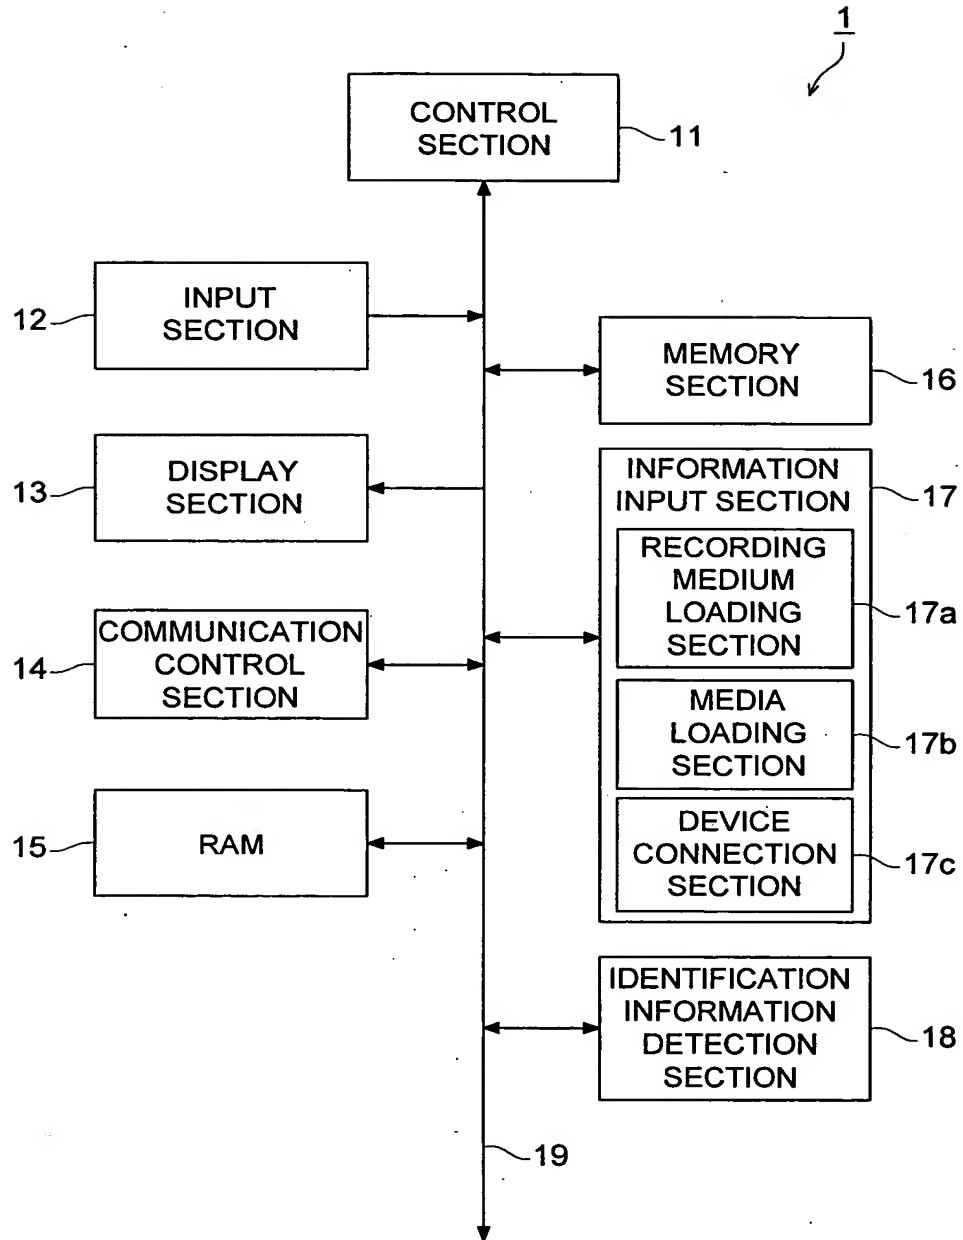 1
CONTROL
SECTION
11
INPUT
SECTION
12
MEMORY
SECTION
16
DISPLAY
SECTION
13
INFORMATION
INPUT SECTION
17
RECORDING
MEDIUM
LOADING
SECTION
17a
COMMUNICATION
CONTROL
SECTION
14
MEDIA
LOADING
SECTION
17b
RAM
15
DEVICE
CONNECTION
SECTION
17c
IDENTIFICATION
INFORMATION
DETECTION
SECTION
18
19